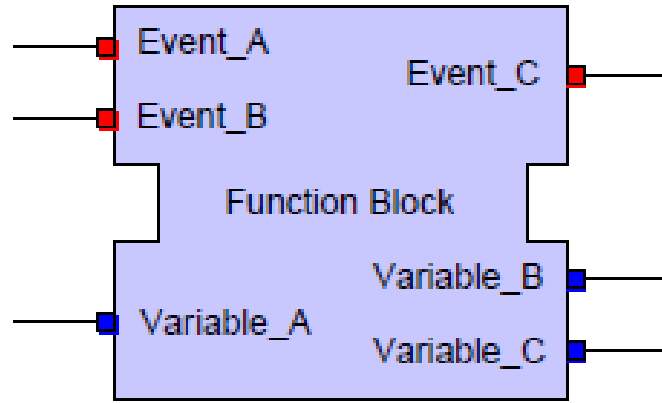 Event_A
Event_C
Event_B
Function Block
Variable_B
Variable_A
Variable_C